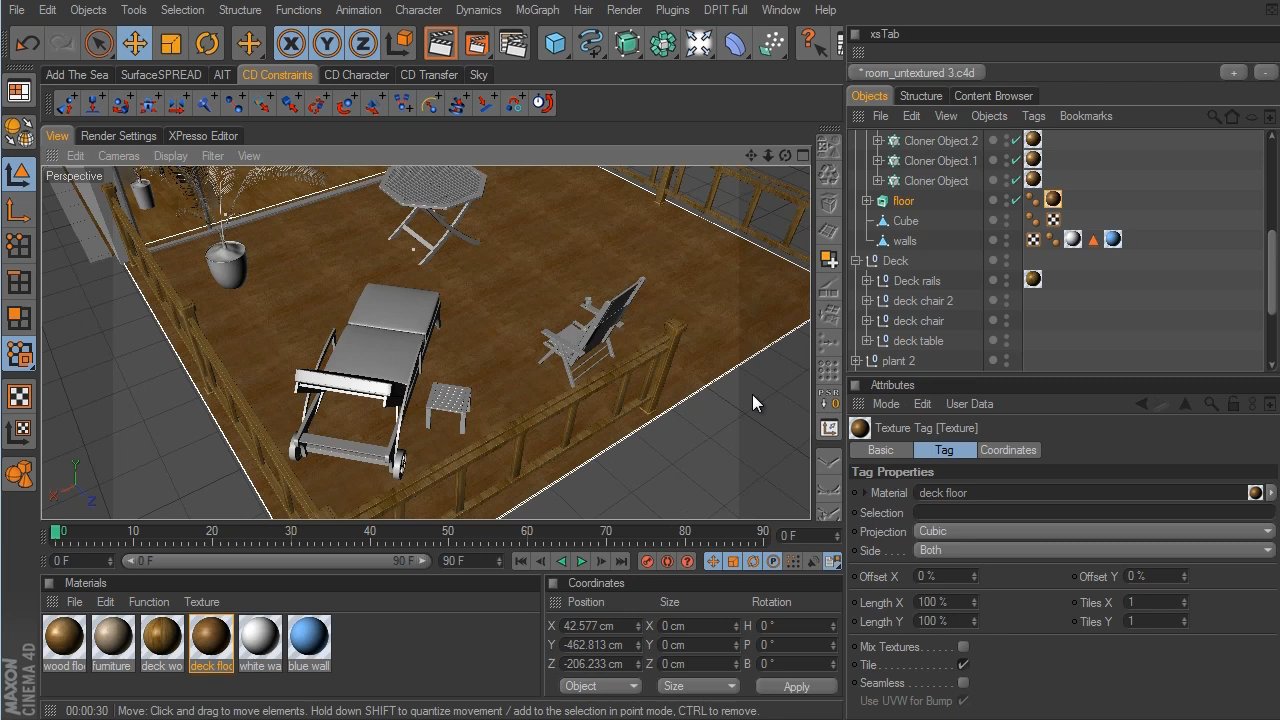 File Edit Objects Tools Selection Structure Functions Animation Character Dynamics MoGraph Hair Render Plugins DPIT Full Window Help
xsTab
* room_untextured 3.c4d + -
Add The Sea SurfaceSPREAD AIT CD Constraints CD Character CD Transfer Sky
Objects Structure Content Browser
File Edit View Objects Tags Bookmarks
View Render Settings XPresso Editor
Edit Cameras Display Filter View
Perspective
Cloner Object.2
Cloner Object.1
Cloner Object
floor
Cube
walls
Deck
Deck rails
deck chair 2
deck chair
deck table
plant 2
Attributes
Mode Edit User Data
PSR
0
Texture Tag [Texture]
Basic Tag Coordinates
Tag Properties
Material deck floor
Selection
Projection Cubic
Side . . . . Both
Offset X 0 % Offset Y 0 %
Length X 100 % Tiles X 1
Length Y 100 % Tiles Y 1
Mix Textures
Tile
Seamless
Use UVW for Bump
X Y Z
0 10 20 30 40 50 60 70 80 90 0 F
0 F 0 F 90 F 90 F
Materials
File Edit Function Texture
wood floo furniture deck wo deck floo white wa blue wall
Coordinates
Position Size Rotation
X 42.577 cm X 0 cm H 0 °
Y -462.813 cm Y 0 cm P 0 °
Z -206.233 cm Z 0 cm B 0 °
Object Size Apply
MAXON
CINEMA 4D
00:00:30 Move: Click and drag to move elements. Hold down SHIFT to quantize movement / add to the selection in point mode, CTRL to remove.